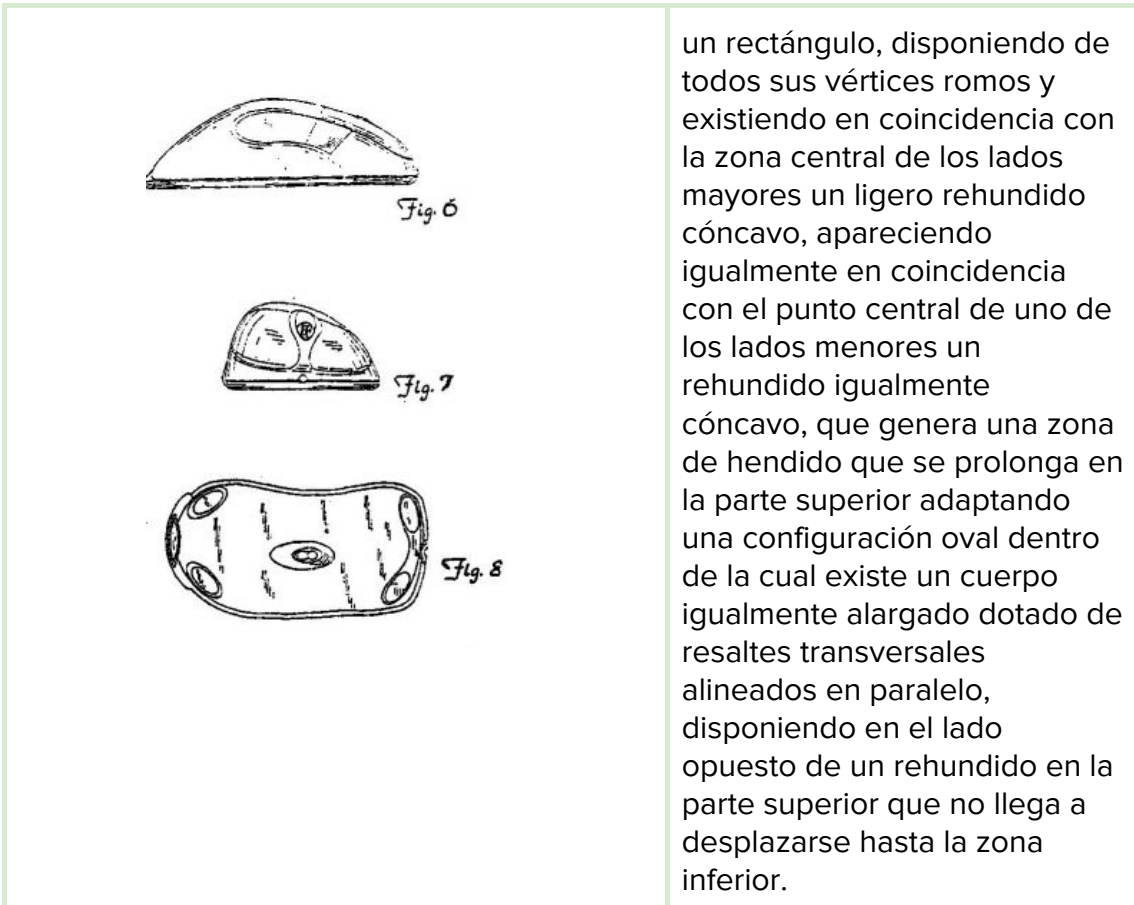 Fig. 6
Fig. 7
Fig. 8
un rectángulo, disponiendo de
todos sus vértices romos y
existiendo en coincidencia con
la zona central de los lados
mayores un ligero rehundido
cóncavo, apareciendo
igualmente en coincidencia
con el punto central de uno de
los lados menores un
rehundido igualmente
cóncavo, que genera una zona
de hendido que se prolonga en
la parte superior adaptando
una configuración oval dentro
de la cual existe un cuerpo
igualmente alargado dotado de
resaltes transversales
alineados en paralelo,
disponiendo en el lado
opuesto de un rehundido en la
parte superior que no llega a
desplazarse hasta la zona
inferior.